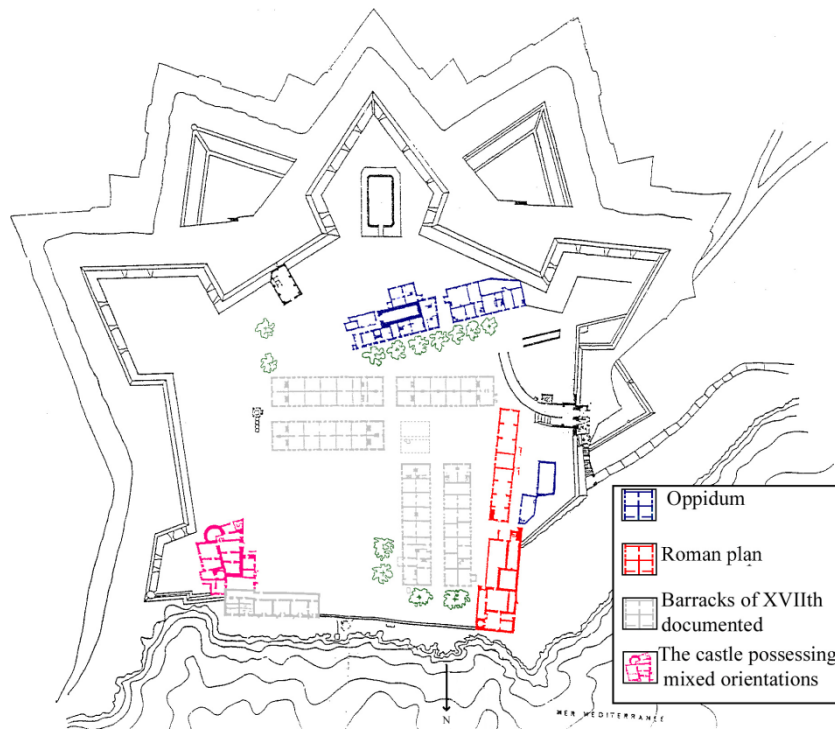 Oppidum
Roman plan
Barracks of XVIIth
documented
The castle possessing
mixed orientations
N
MER MEDITERRANEE